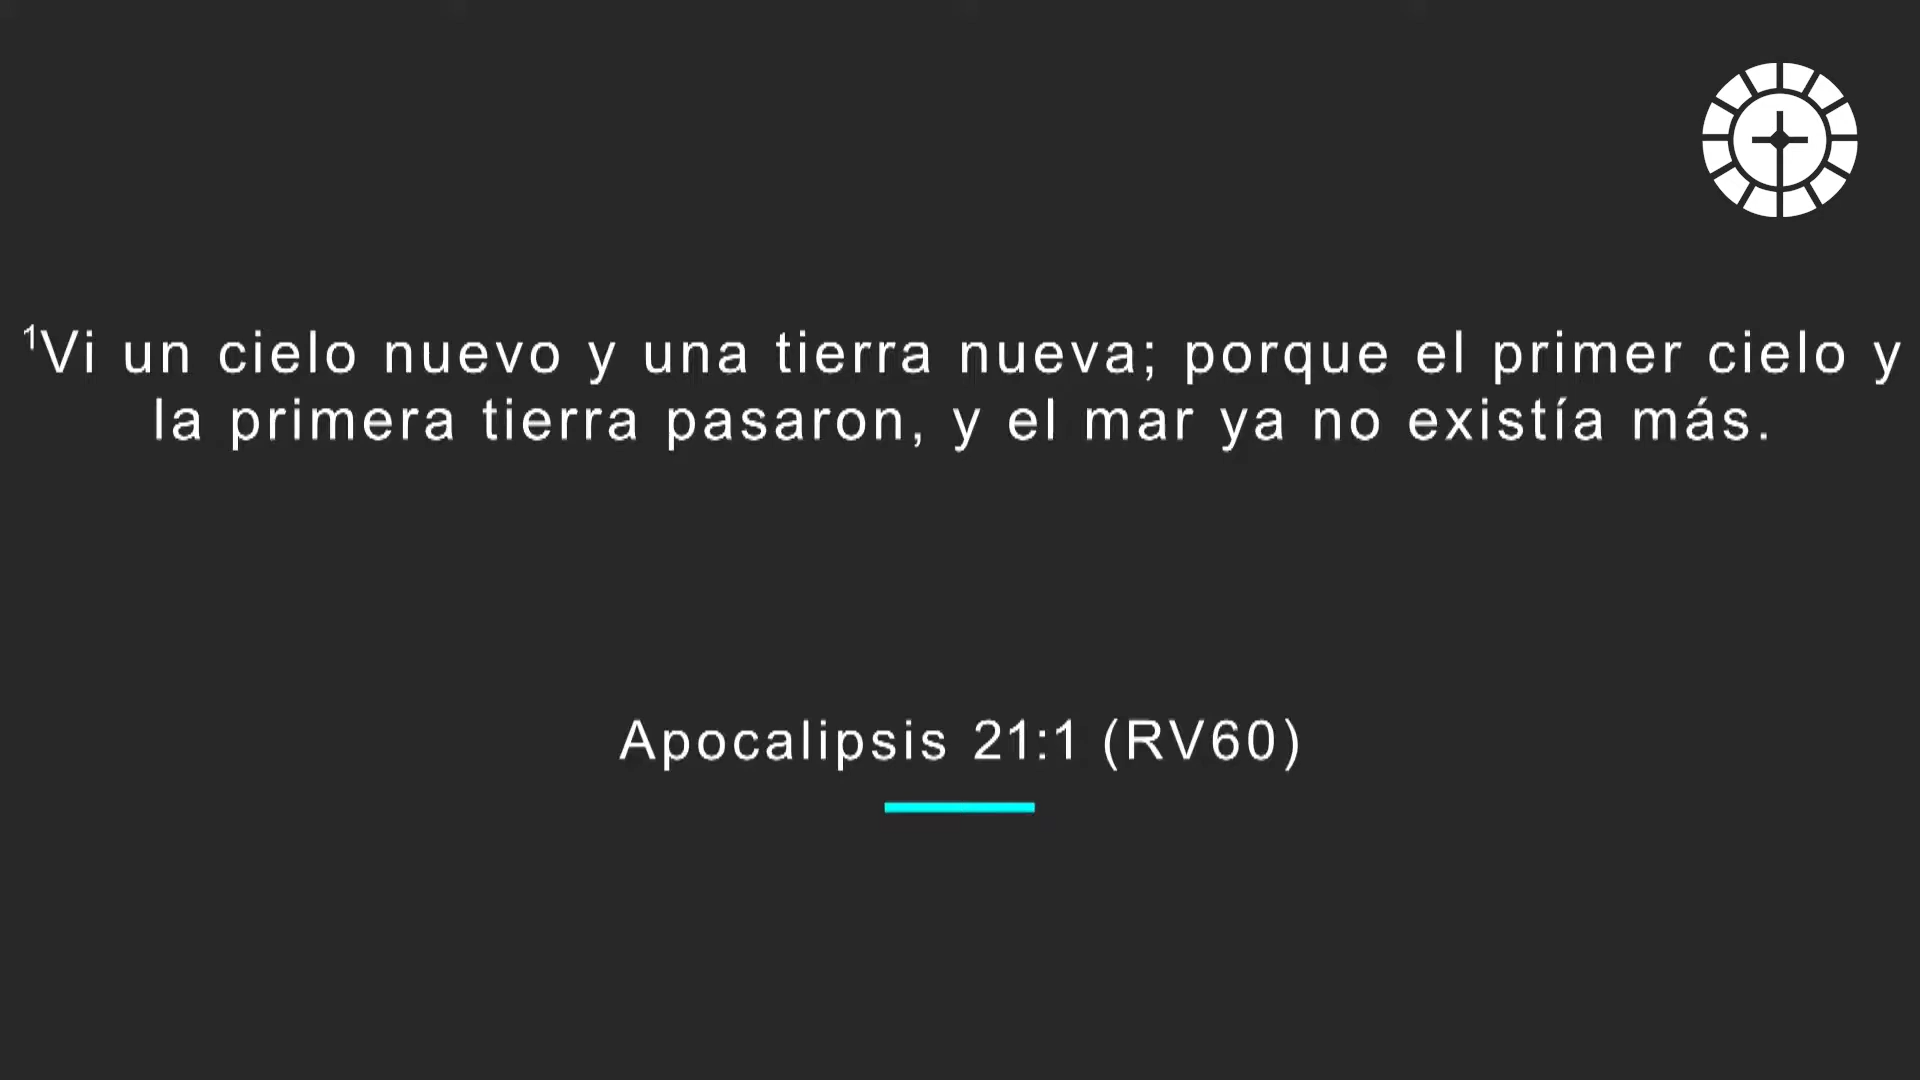 ¹Vi un cielo nuevo y una tierra nueva; porque el primer cielo y
la primera tierra pasaron, y el mar ya no existía más.
Apocalipsis 21:1 (RV60)